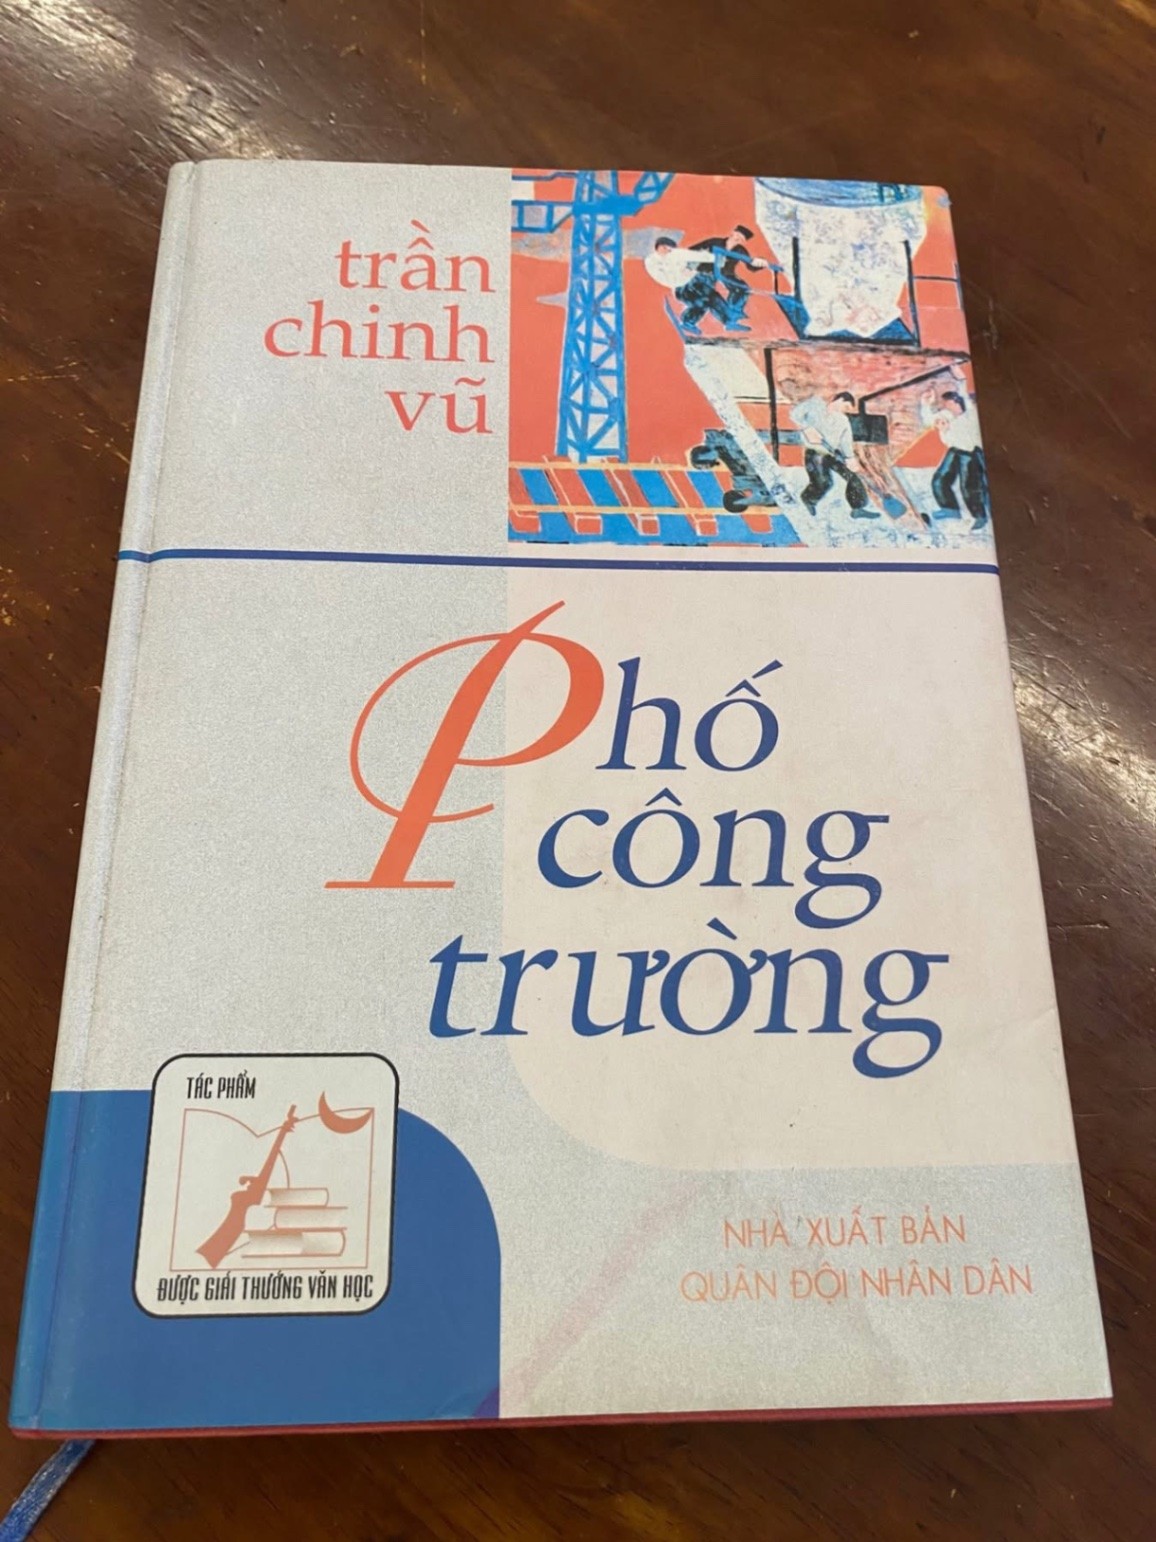 trần
chinh
vũ
Phố
công
trường
TÁC PHẨM
ĐƯỢC GIẢI THƯỞNG VĂN HỌC
NHÀ XUẤT BẢN
QUÂN ĐỘI NHÂN DÂN